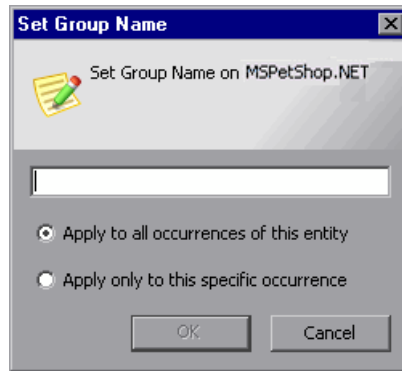 Set Group Name
Set Group Name on MSPetShop.NET
Apply to all occurrences of this entity
Apply only to this specific occurrence
OK Cancel